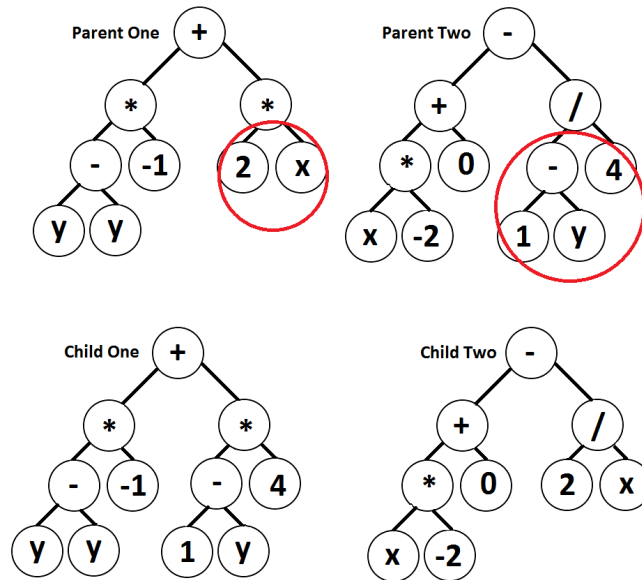 Parent One + Parent Two -
* * + /
- -1 2 x * 0 - 4
y y x -2 1 y
Child One + Child Two -
* * + /
- -1 - 4 * 0 2 x
y y 1 y x -2